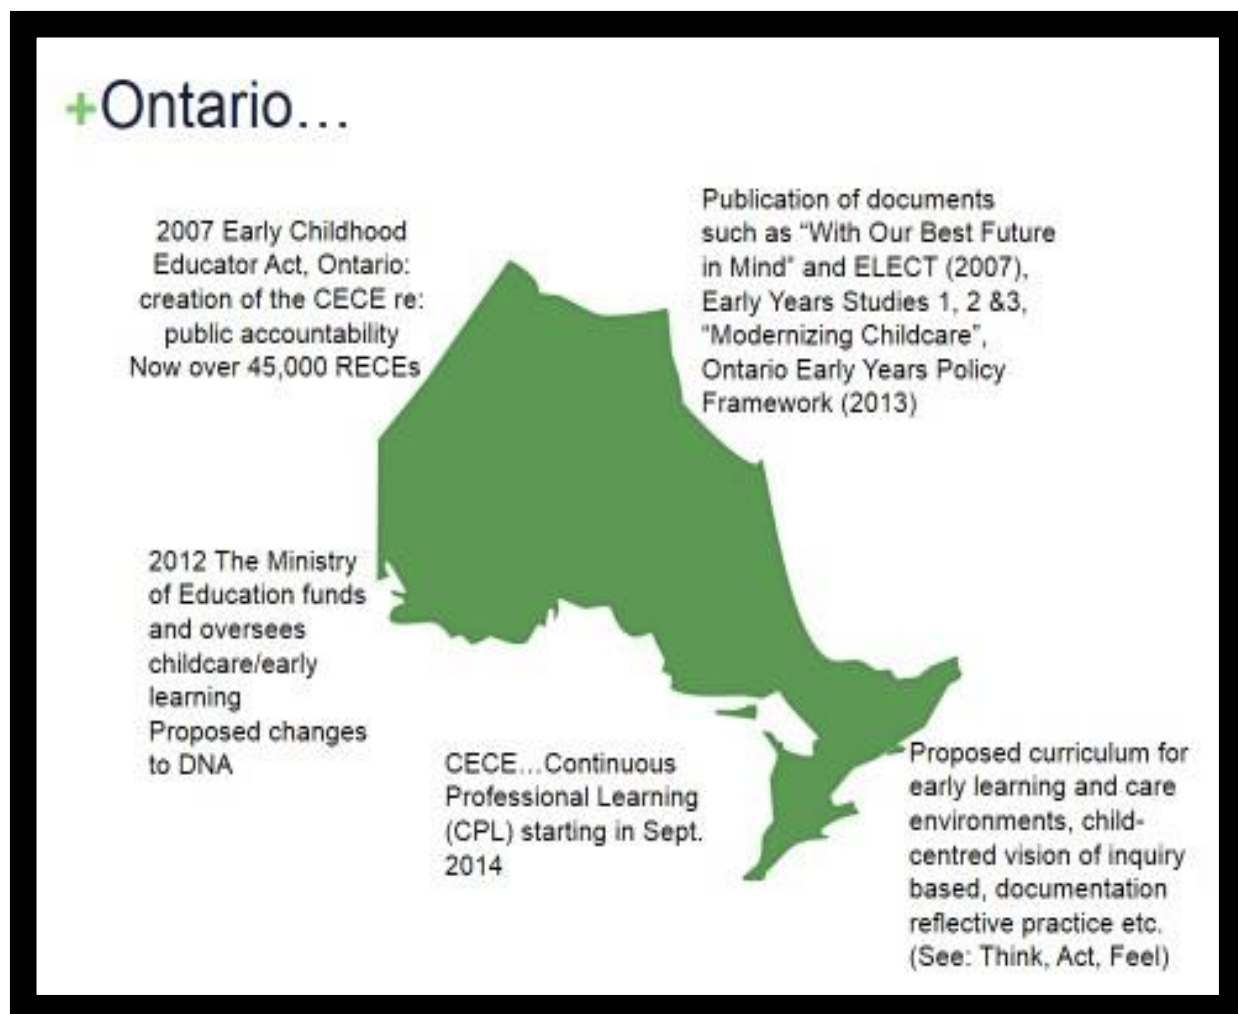 +Ontario...
2007 Early Childhood
Educator Act, Ontario:
creation of the CECE re:
public accountability
Now over 45,000 RECEs
Publication of documents
such as “With Our Best Future
in Mind” and ELECT (2007),
Early Years Studies 1, 2 &3,
“Modernizing Childcare”,
Ontario Early Years Policy
Framework (2013)
2012 The Ministry
of Education funds
and oversees
childcare/early
learning
Proposed changes
to DNA
CECE...Continuous
Professional Learning
(CPL) starting in Sept.
2014
Proposed curriculum for
early learning and care
environments, child-
centred vision of inquiry
based, documentation
reflective practice etc.
(See: Think, Act, Feel)